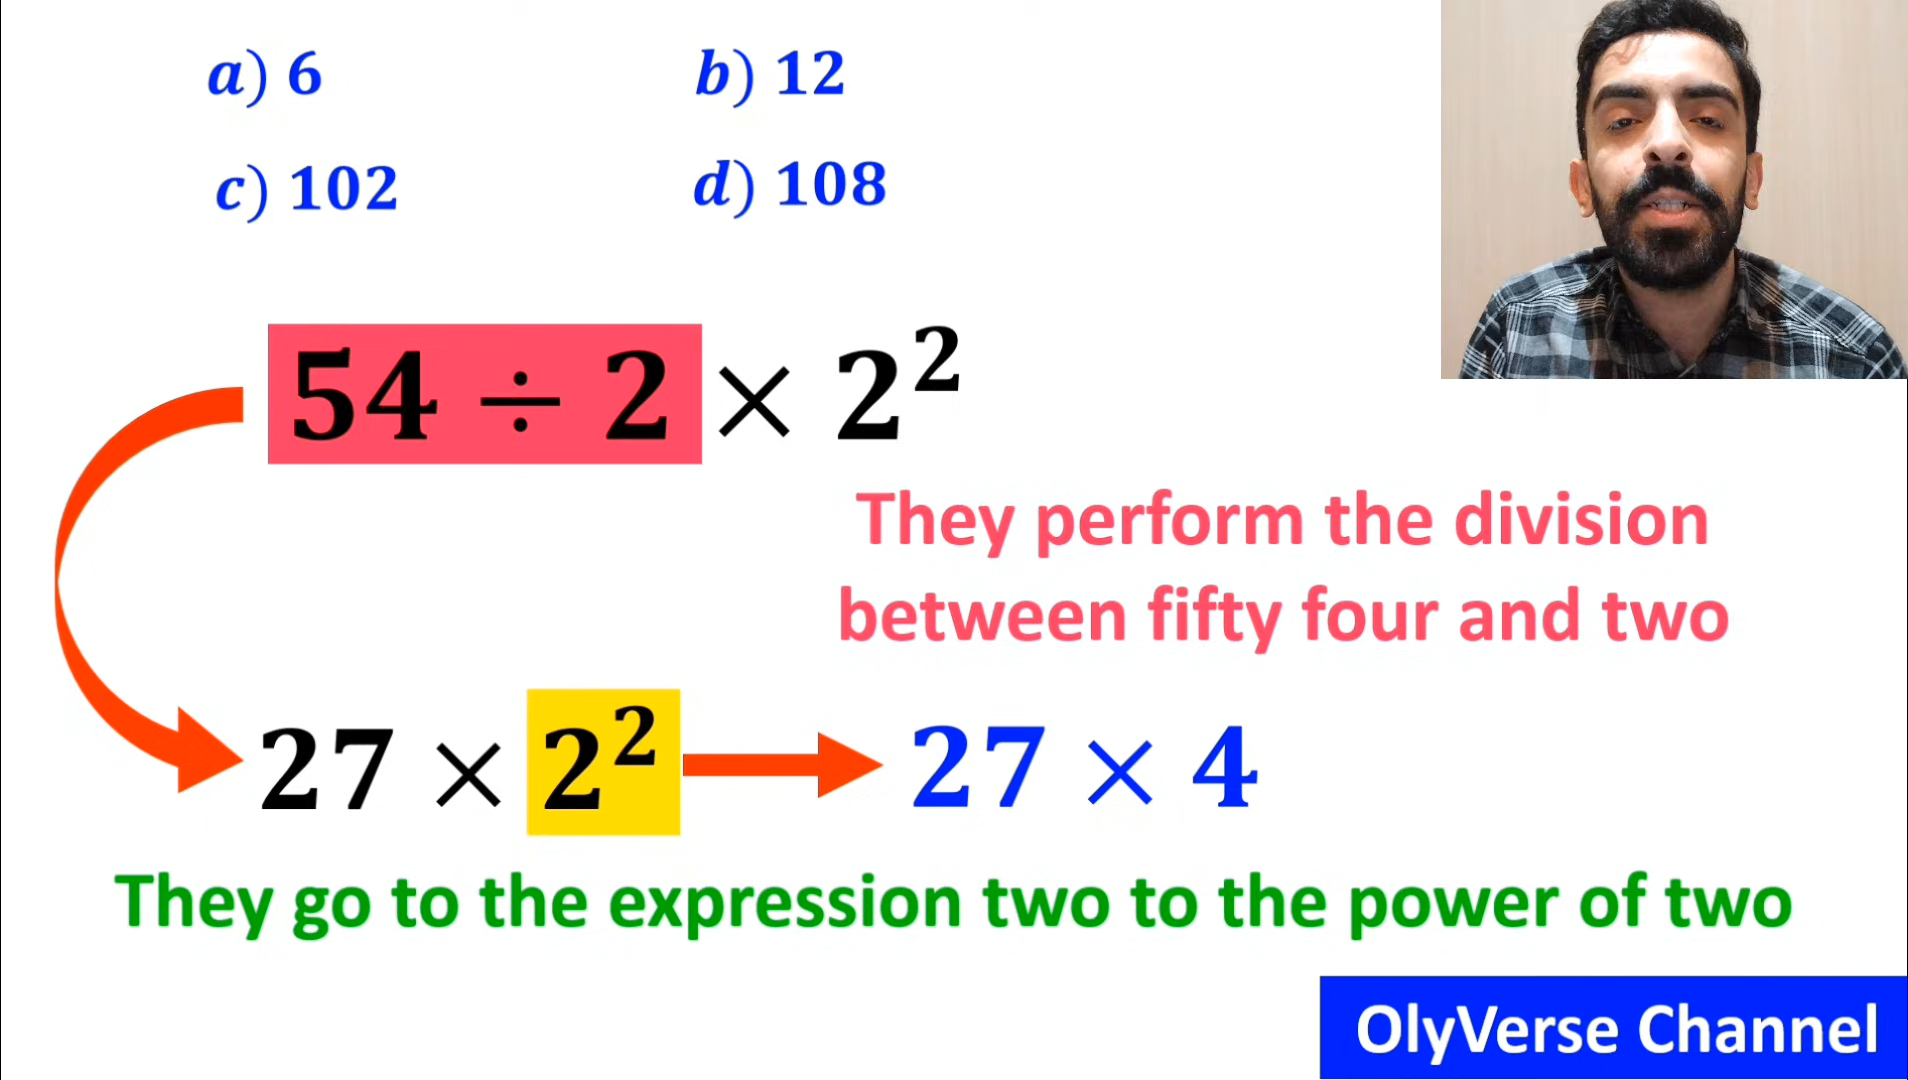 a) 6
b) 12
c) 102
d) 108
54 ÷ 2 × 2²
They perform the division
between fifty four and two
27 × 2² → 27 × 4
They go to the expression two to the power of two
OlyVerse Channel